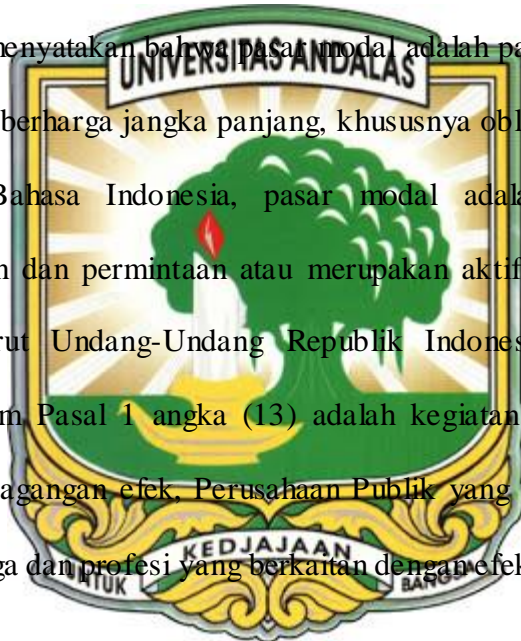 menyatakan bahwa pasar modal adalah pa
UNIVERSITAS ANDALAS
berharga jangka panjang, khususnya obl
Bahasa Indonesia, pasar modal adala
n dan permintaan atau merupakan aktif
rut Undang-Undang Republik Indones
m Pasal 1 angka (13) adalah kegiatan
agangan efek, Perusahaan Publik yang
ga dan profesi yang berkaitan dengan efek
UNTUK KEDJAJAAN BANGSA